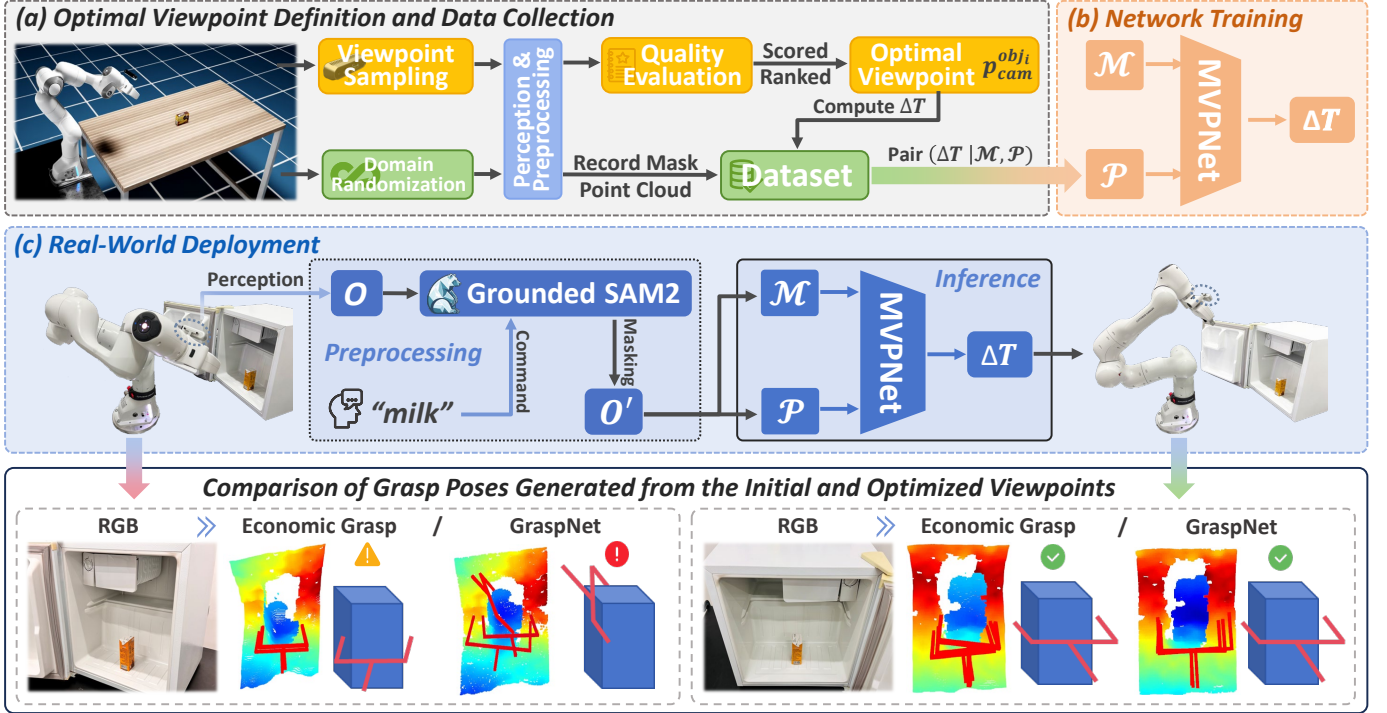 (a) Optimal Viewpoint Definition and Data Collection
Viewpoint
Sampling
Perception &
Preprocessing
Quality
Evaluation
Scored
Ranked
Optimal
Viewpoint
p_{cam}^{obj_i}
Compute ΔT
Domain
Randomization
Record Mask
Point Cloud
Dataset
Pair (ΔT |ℳ, 𝒫)
(b) Network Training
ℳ
𝒫
MVPNet
ΔT
(c) Real-World Deployment
Perception
O
Grounded SAM2
Preprocessing
Command
Masking
"milk"
O'
Inference
ℳ
𝒫
MVPNet
ΔT
Comparison of Grasp Poses Generated from the Initial and Optimized Viewpoints
RGB
Economic Grasp
/
GraspNet
RGB
Economic Grasp
/
GraspNet